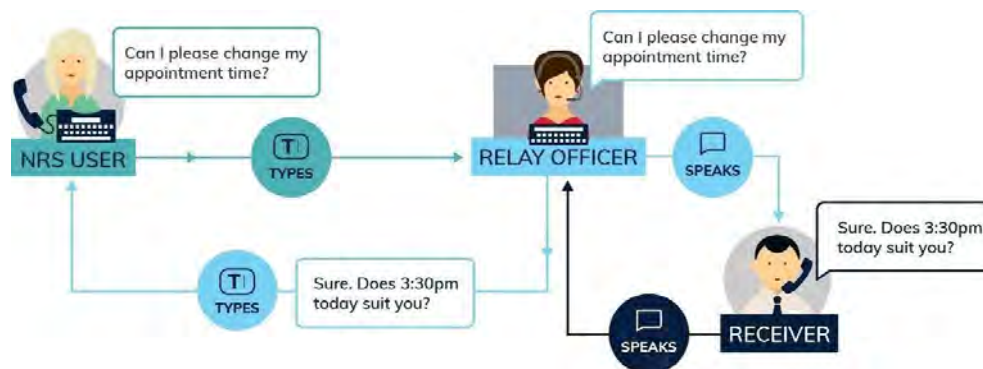 Can I please change my
appointment time?
NRS USER
T
TYPES
Can I please change my
appointment time?
RELAY OFFICER
SPEAKS
Sure. Does 3:30pm
today suit you?
RECEIVER
SPEAKS
Sure. Does 3:30pm
today suit you?
T
TYPES